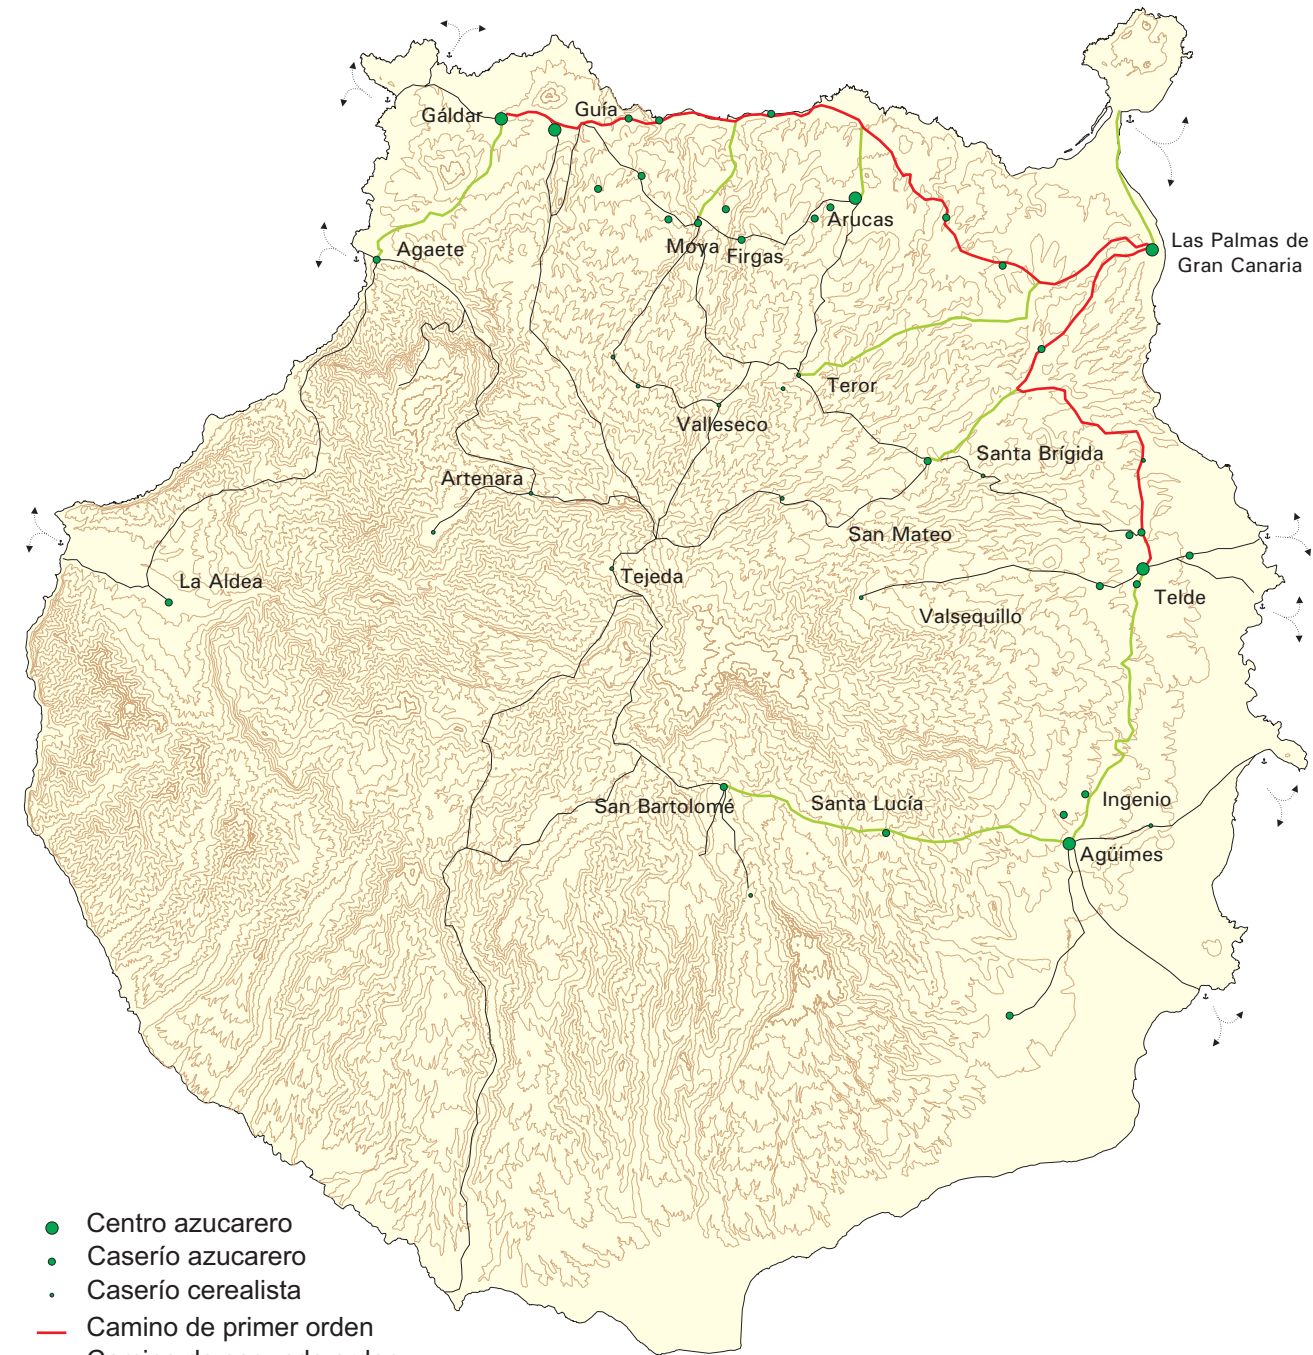 Gáldar
Guía
Agaete
Moya
Firgas
Arucas
Las Palmas de
Gran Canaria
Teror
Valleseco
Santa Brígida
Artenara
San Mateo
La Aldea
Tejeda
Valsequillo
Telde
San Bartolomé
Santa Lucía
Ingenio
Agüimes
Centro azucarero
Caserío azucarero
Caserío cerealista
Camino de primer orden